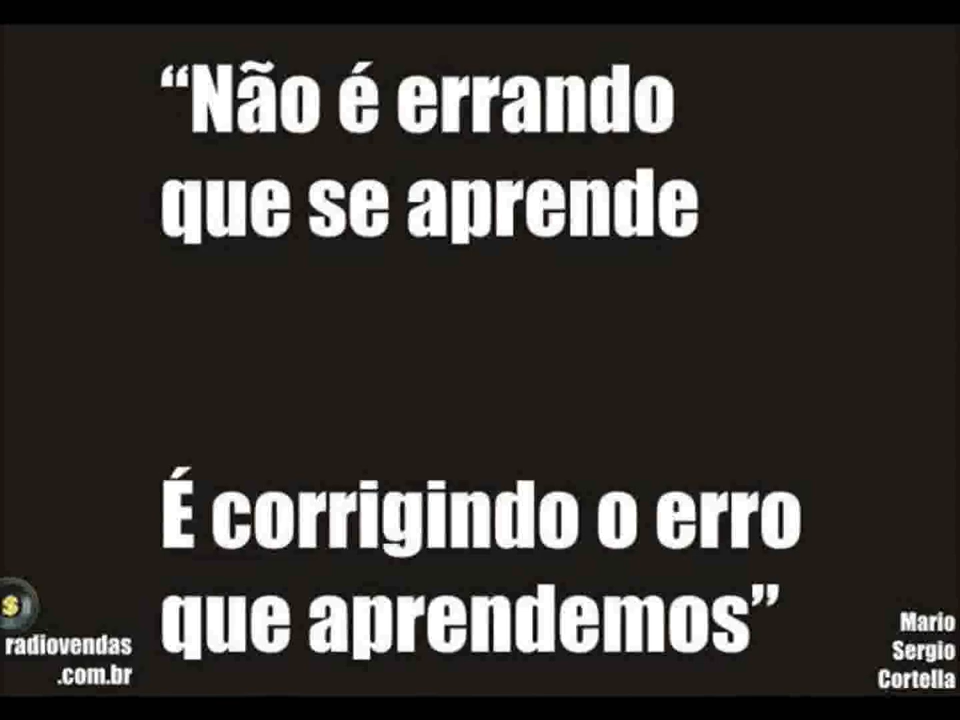 “Não é errando
que se aprende
É corrigindo o erro
que aprendemos”
$
radiovendas
.com.br
Mario
Sergio
Cortella